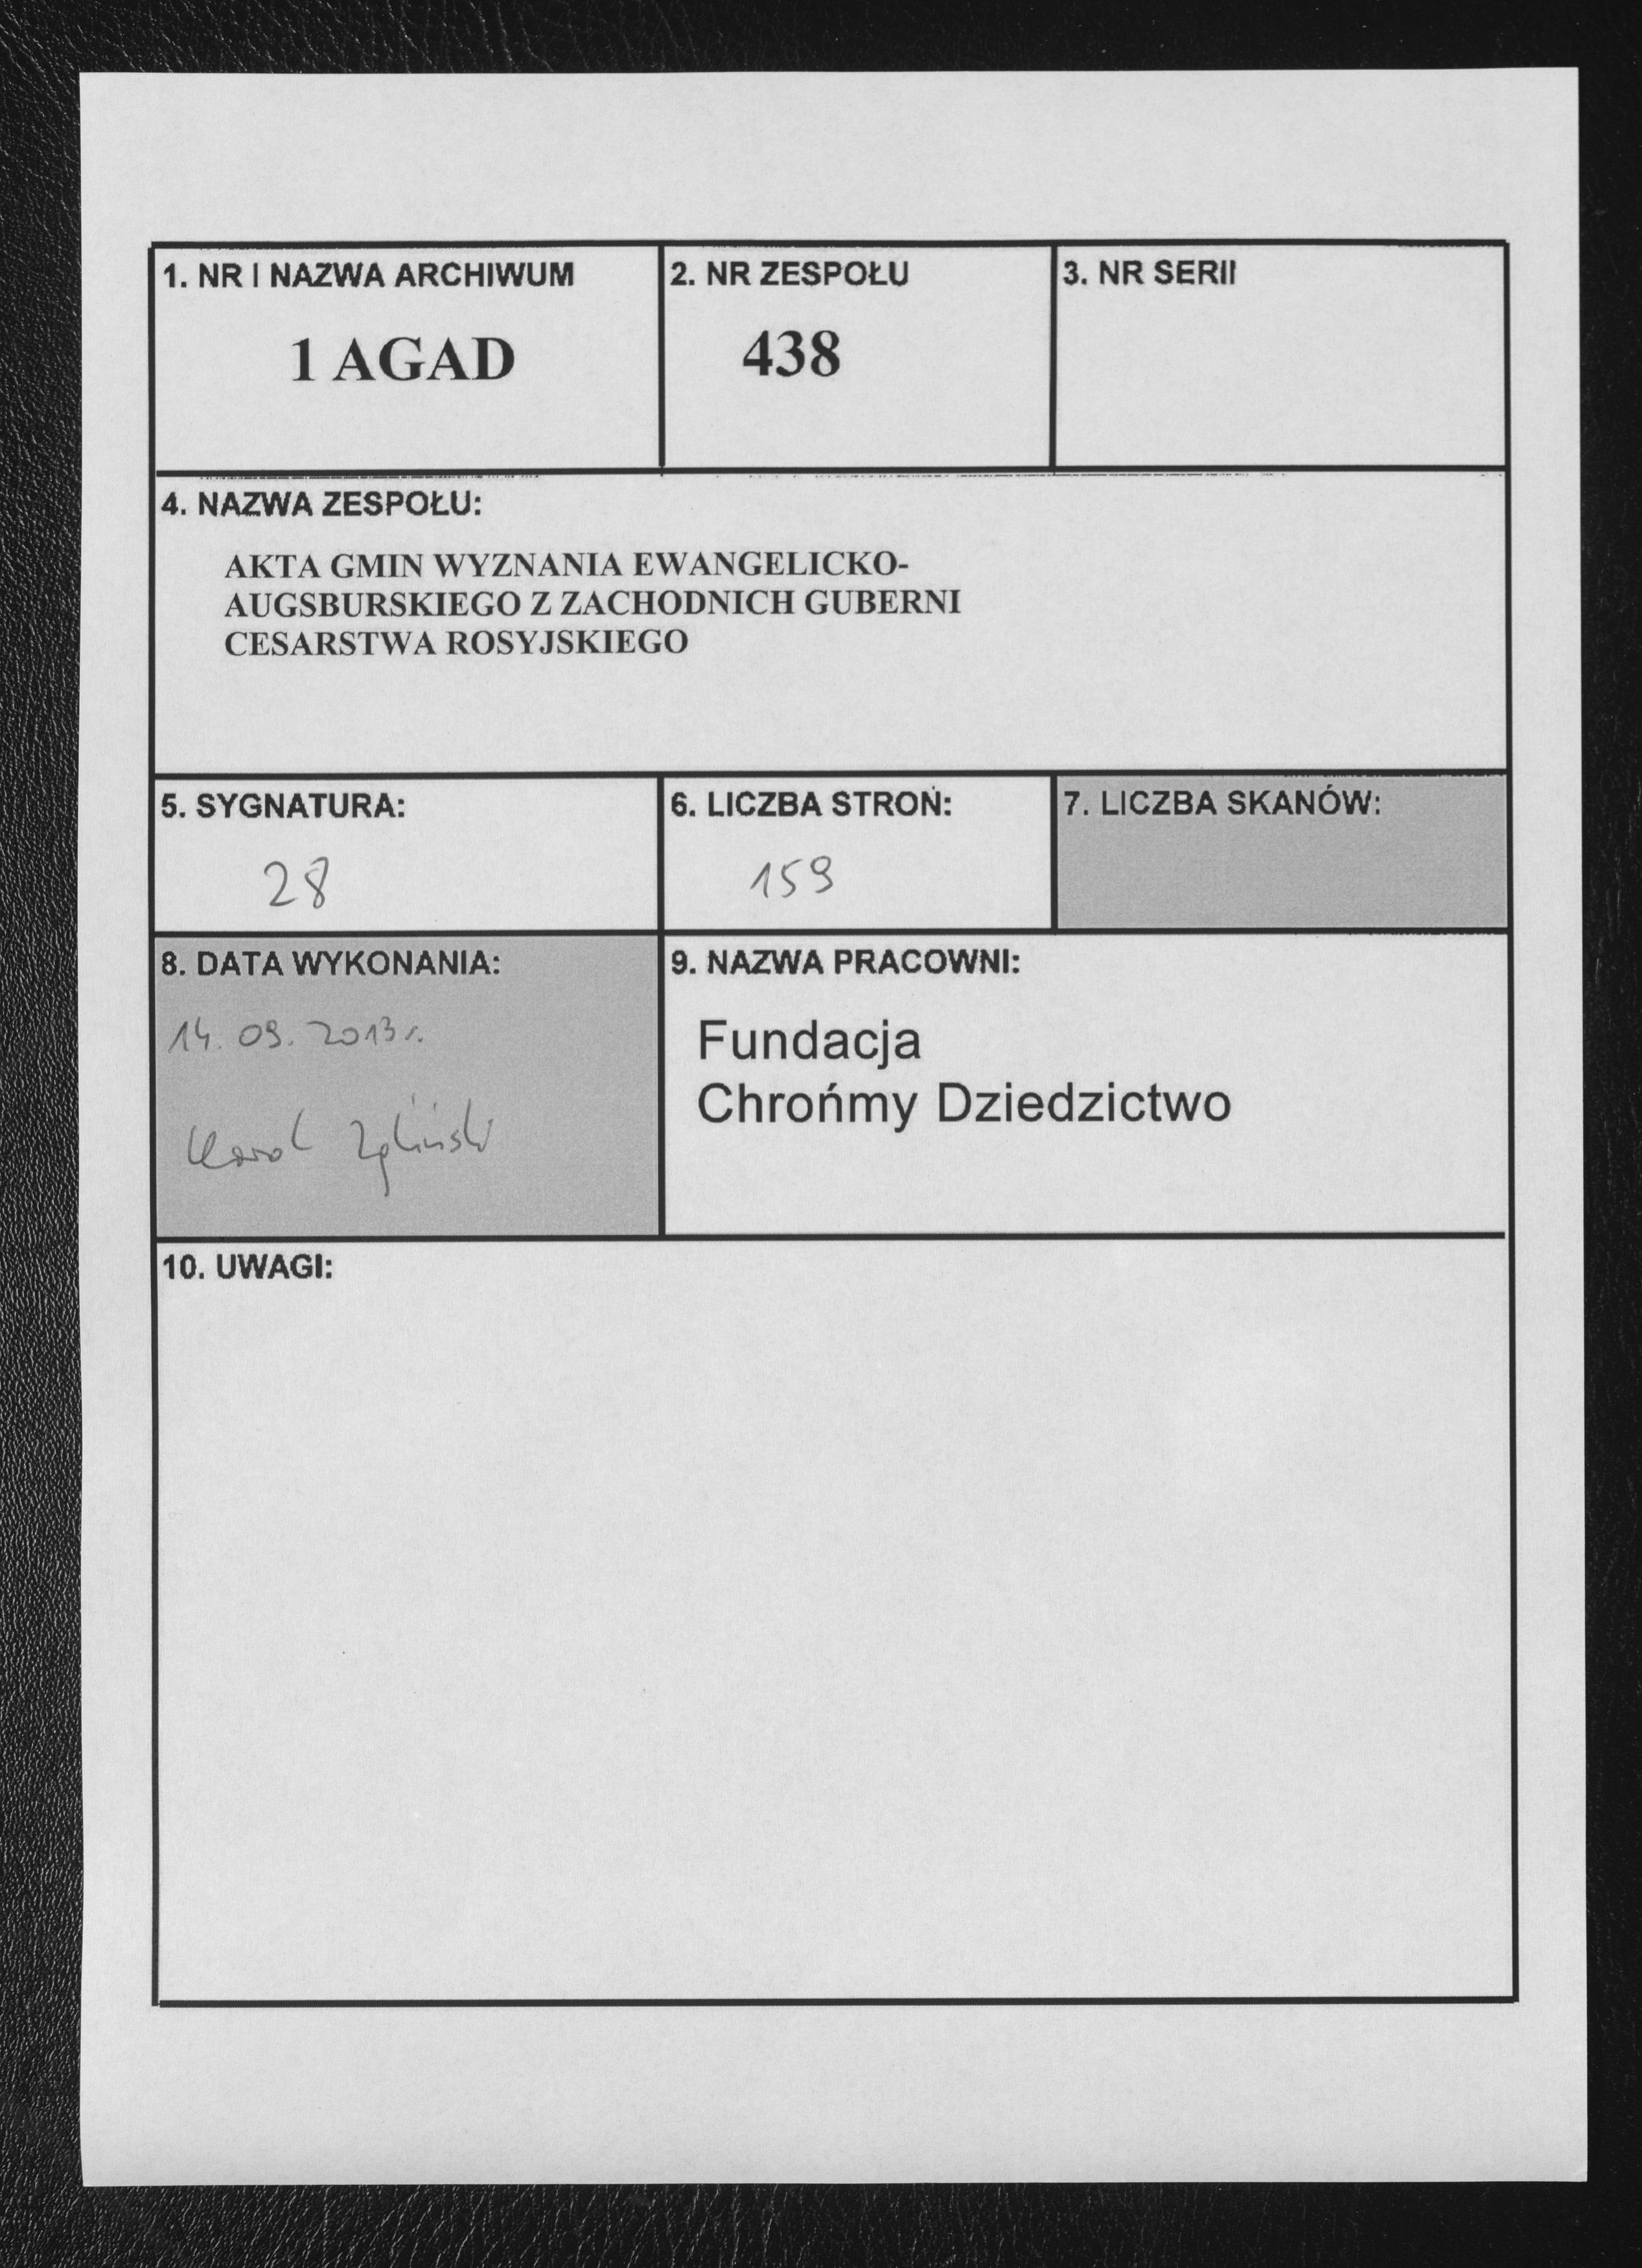 1. NR I NAZWA ARCHIWUM
1 AGAD
2. NR ZESPOŁU
438
3. NR SERII
4. NAZWA ZESPOŁU:
AKTA GMIN WYZNANIA EWANGELICKO-
AUGSBURSKIEGO Z ZACHODNICH GUBERNI
CESARSTWA ROSYJSKIEGO
5. SYGNATURA:
28
6. LICZBA STRON:
159
7. LICZBA SKANÓW:
8. DATA WYKONANIA:
14. 09. 2013 r.
Karol
9. NAZWA PRACOWNI:
Fundacja
Chrońmy Dziedzictwo
10. UWAGI: